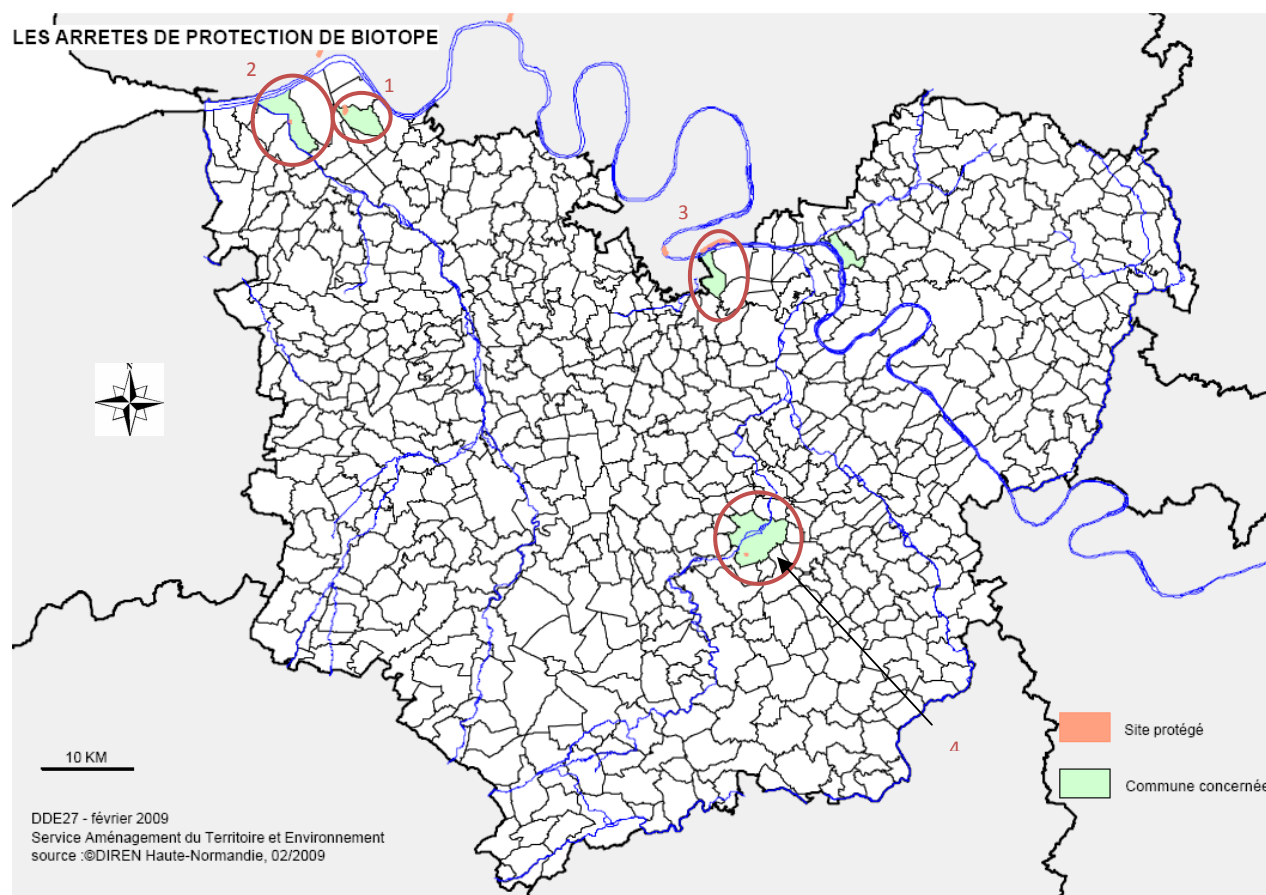 LES ARRETES DE PROTECTION DE BIOTOPE
2
1
3
N
4
10 KM
Site protégé
Commune concernée
DDE27 - février 2009
Service Aménagement du Territoire et Environnement
source :©DIREN Haute-Normandie, 02/2009